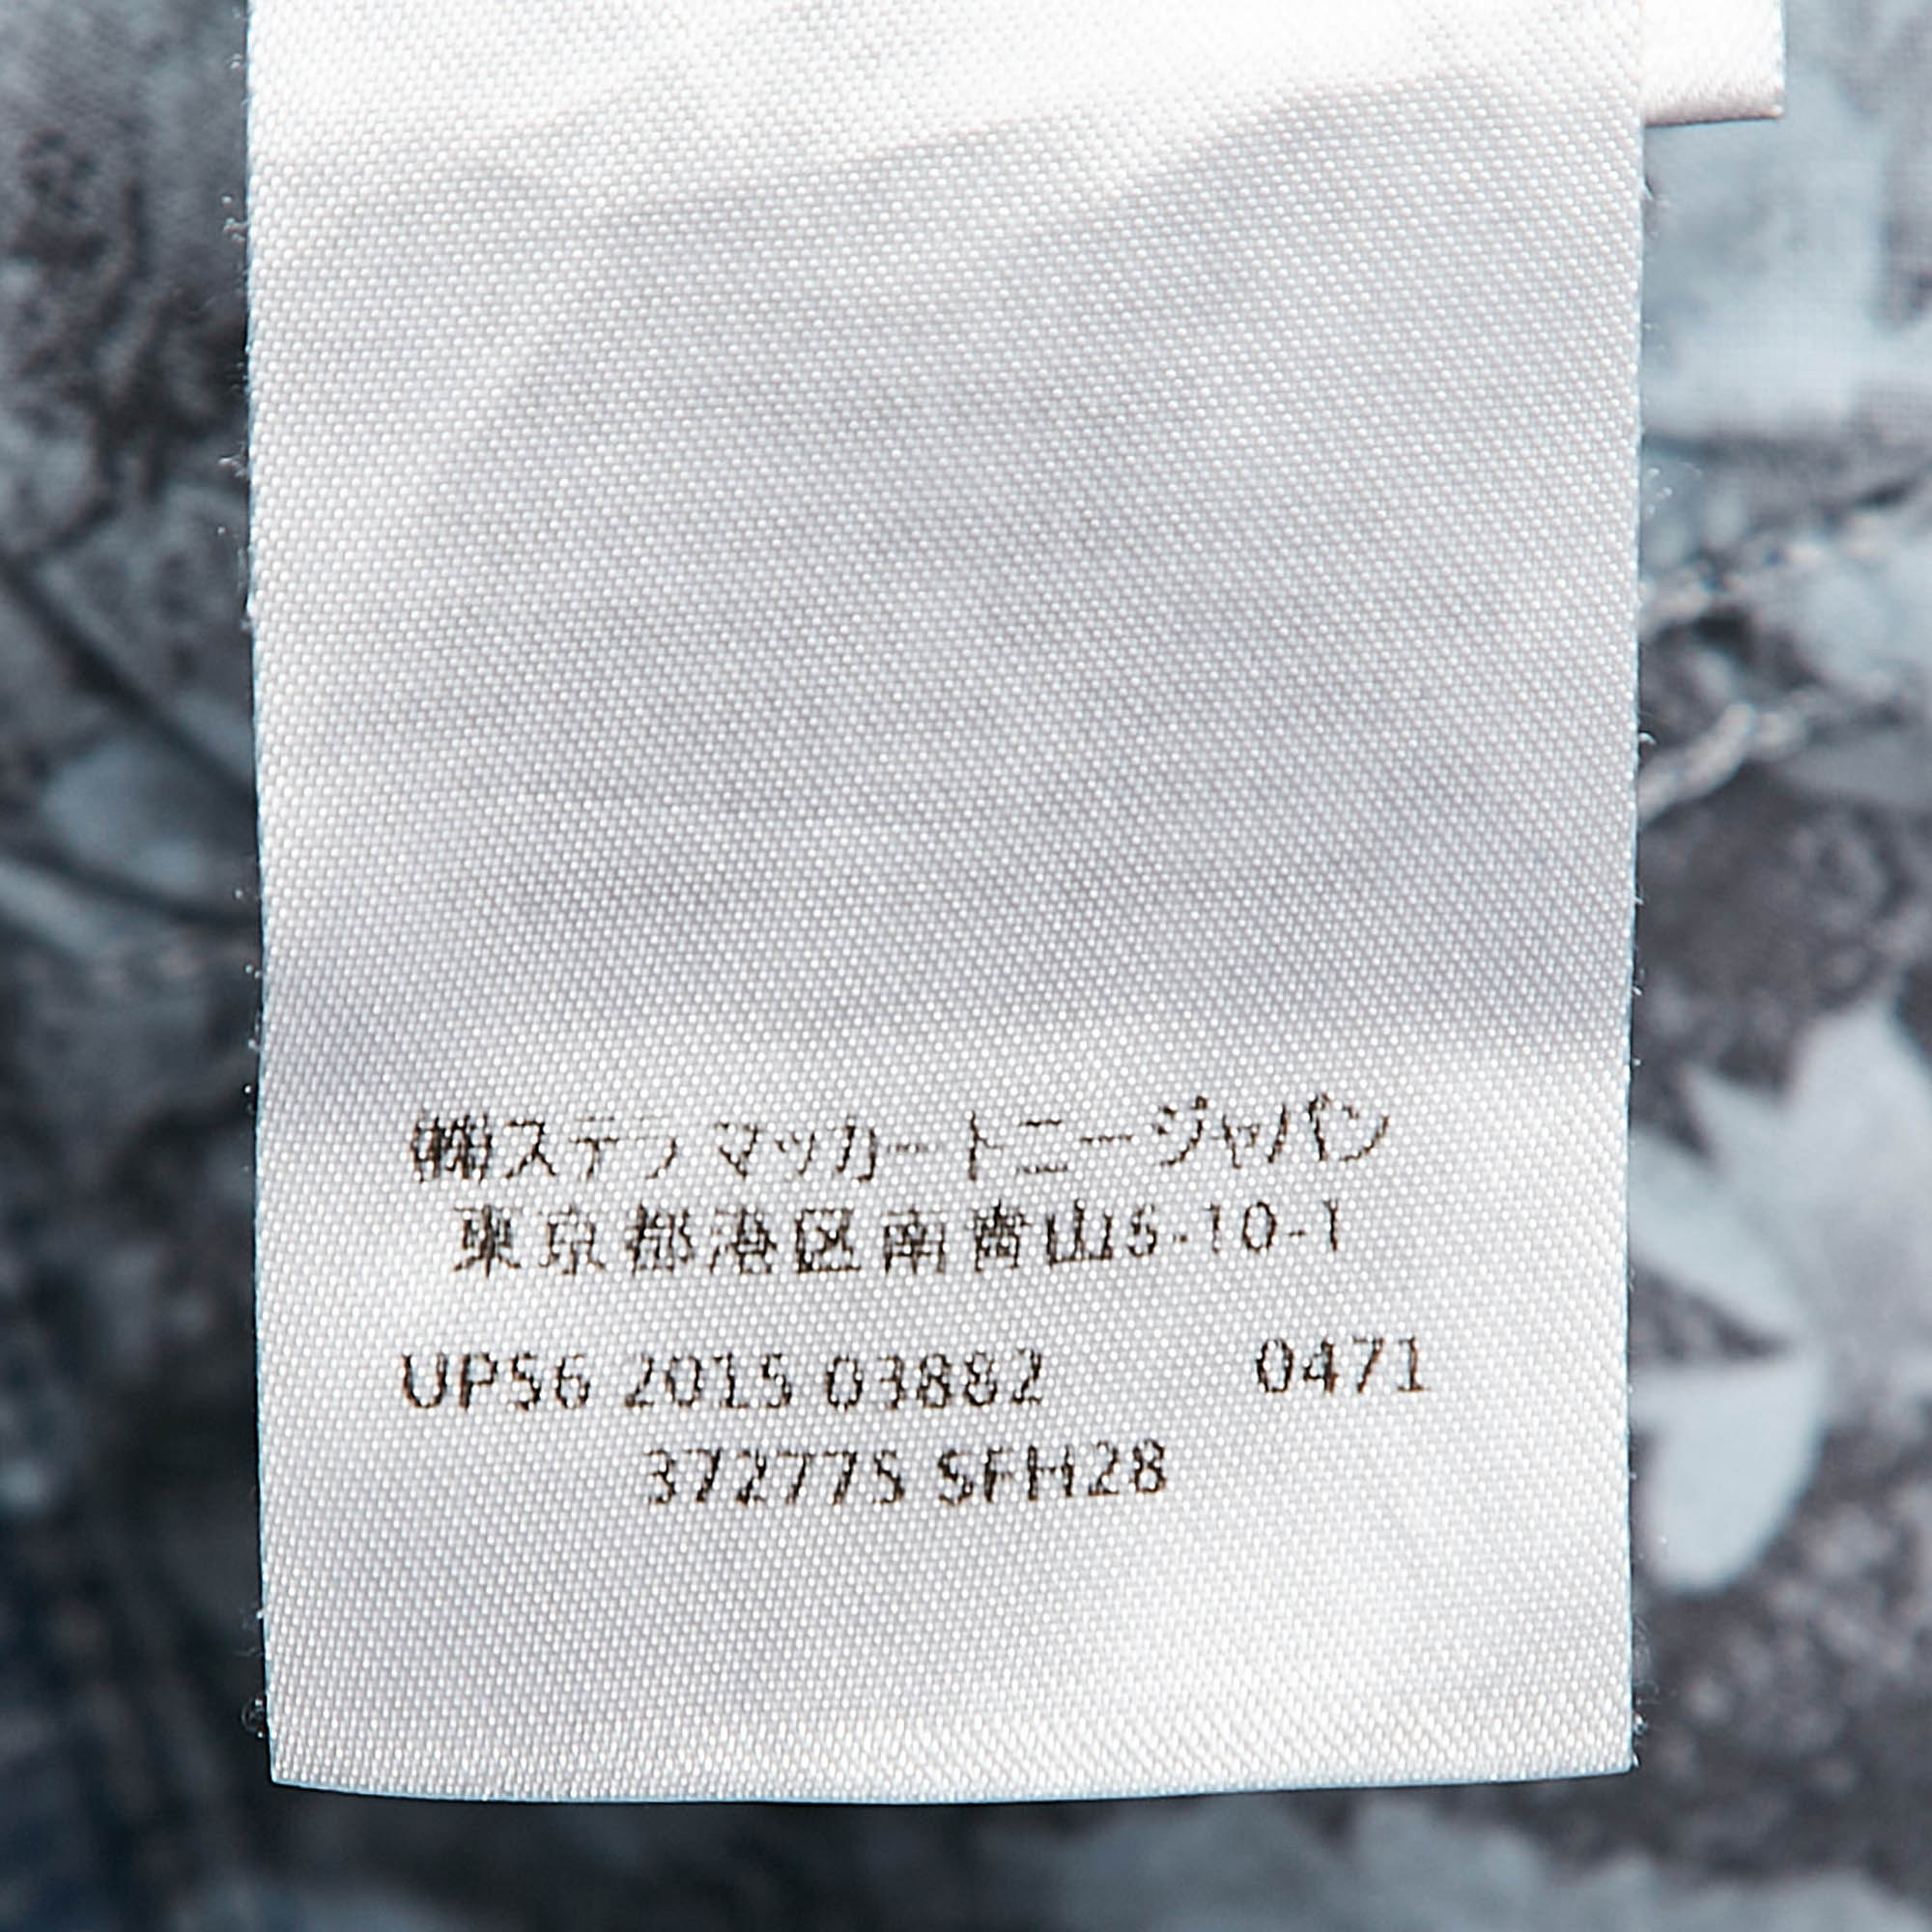 ㈱ステラ マッカートニージャパン
東京都港区南青山5-10-1
UPS6 2015 03882 0471
372775 SFH28